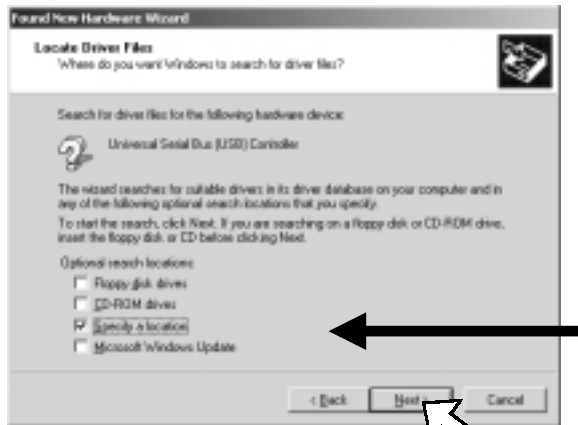 Found New Hardware Wizard
Locate Driver Files
Where do you want Windows to search for driver files?
Search for driver files for the following hardware device:
Universal Serial Bus (USB) Controller
The wizard searches for suitable drivers in its driver database on your computer and in
any of the following optional search locations that you specify.
To start the search, click Next. If you are searching on a floppy disk or CD-ROM drive,
insert the floppy disk or CD before clicking Next.
Optional search locations:
Floppy disk drives
CD-ROM drives
Specify a location
Microsoft Windows Update
< Back
Next >
Cancel